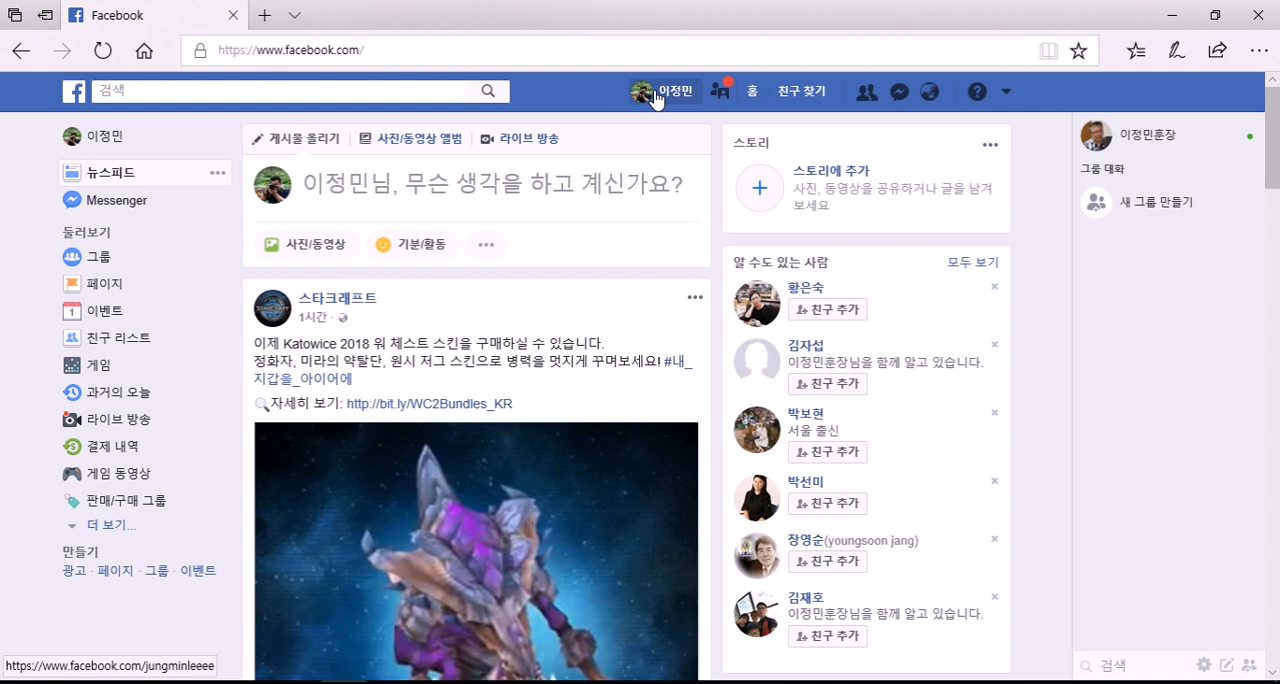 Facebook
https://www.facebook.com/
검색
이정민
홈
친구 찾기
이정민
뉴스피드
Messenger
둘러보기
그룹
페이지
이벤트
친구 리스트
게임
과거의 오늘
라이브 방송
결제 내역
게임 동영상
판매/구매 그룹
더 보기...
만들기
광고 · 페이지 · 그룹 · 이벤트
https://www.facebook.com/jungminleeee
게시물 올리기
사진/동영상 앨범
라이브 방송
이정민님, 무슨 생각을 하고 계신가요?
사진/동영상
기분/활동
스타크래프트
1시간 ·
이제 Katowice 2018 워 체스트 스킨을 구매하실 수 있습니다.
정화자, 미라의 약탈단, 원시 저그 스킨으로 병력을 멋지게 꾸며보세요! #내_
지갑을_아이어에
자세히 보기: http://bit.ly/WC2Bundles_KR
스토리
스토리에 추가
사진, 동영상을 공유하거나 글을 남겨
보세요
알 수도 있는 사람
모두 보기
황은숙
친구 추가
김자섭
이정민훈장님을 함께 알고 있습니다.
친구 추가
박보현
서울 출신
친구 추가
박선미
친구 추가
장영순(youngsoon jang)
친구 추가
김재호
이정민훈장님을 함께 알고 있습니다.
친구 추가
이정민훈장
그룹 대화
새 그룹 만들기
검색